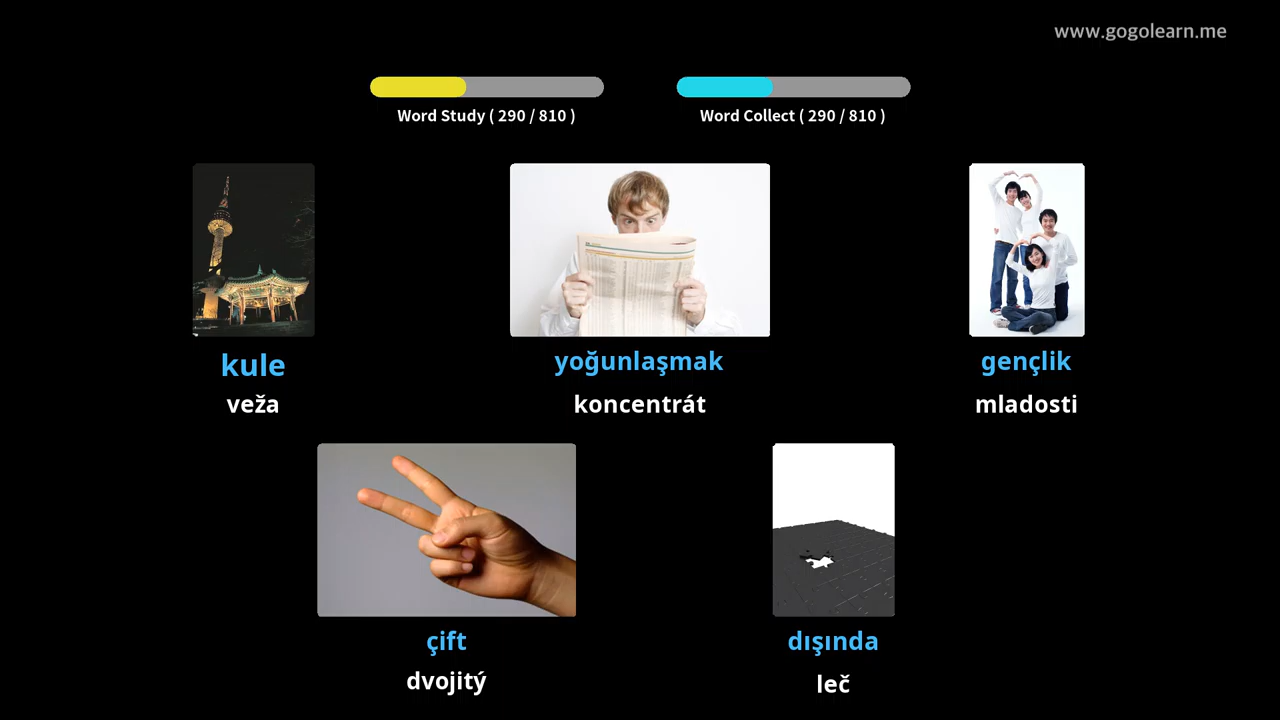 www.gogolearn.me
Word Study ( 290 / 810 )
Word Collect ( 290 / 810 )
kule
veža
yoğunlaşmak
koncentrát
gençlik
mladosti
çift
dvojitý
dışında
leč